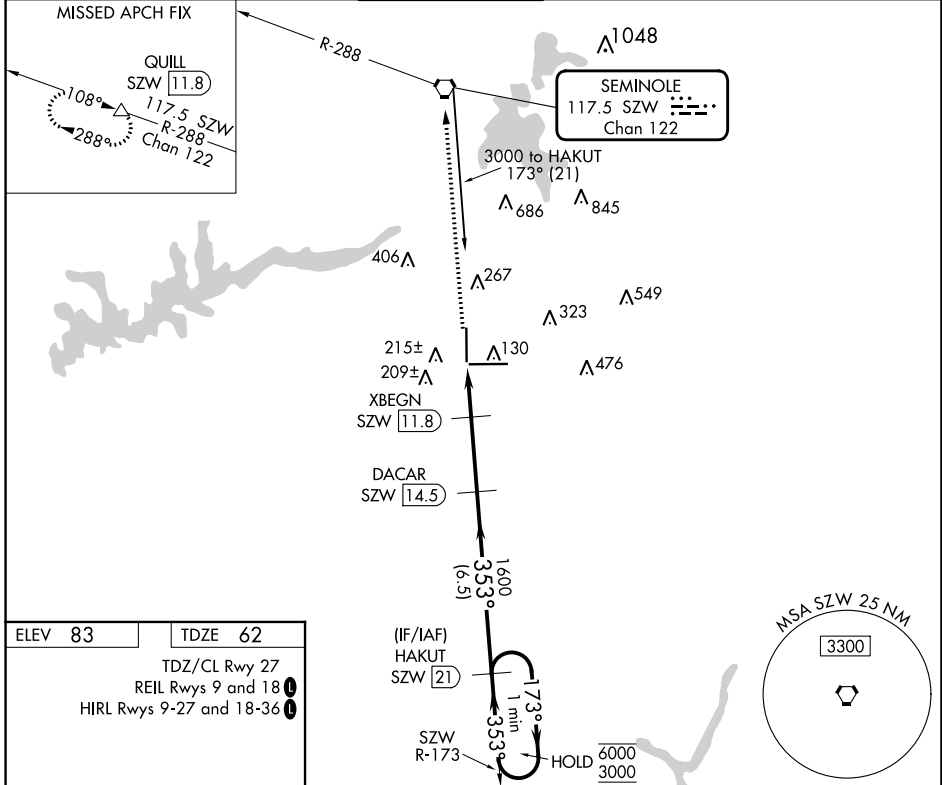 MISSED APCH FIX
QUILL
SZW 11.8
108°
117.5 SZW
R-288
288°
Chan 122
R-288
1048
SEMINOLE
117.5 SZW
Chan 122
3000 to HAKUT
173° (21)
686
845
406
267
549
323
215±
130
209±
476
XBEGN
SZW 11.8
DACAR
SZW 14.5
1600
353°
(6.5)
(IF/IAF)
HAKUT
SZW 21
173°
1 min
353°
SZW
R-173
HOLD 6000
3000
MSA SZW 25 NM
3300
ELEV 83
TDZE 62
TDZ/CL Rwy 27
REIL Rwys 9 and 18 L
HIRL Rwys 9-27 and 18-36 L